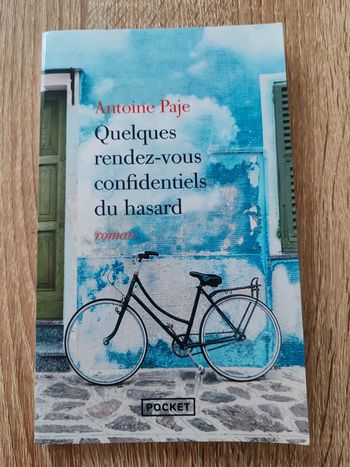 Antoine Paje
Quelques
rendez-vous
confidentiels
du hasard
roman
POCKET